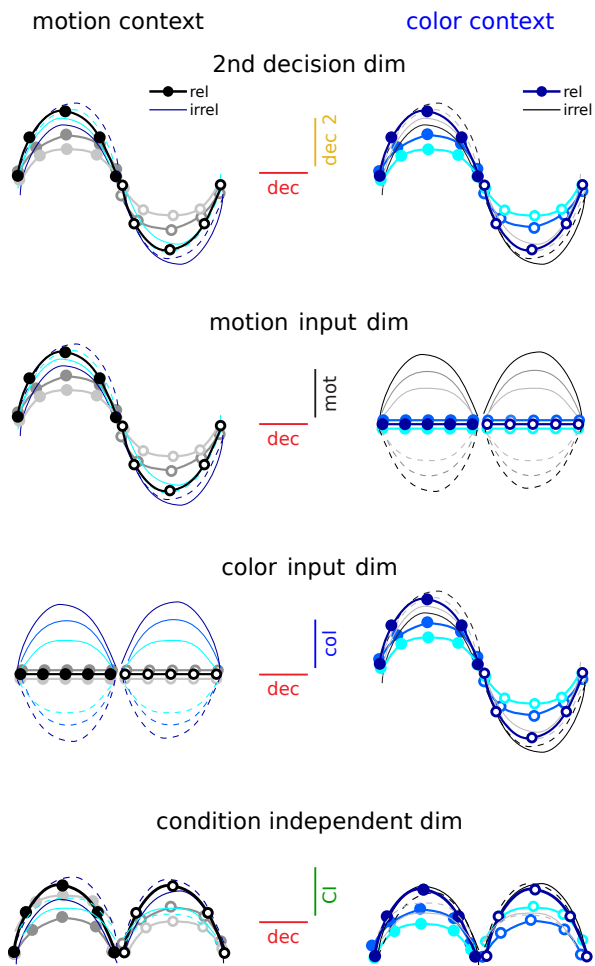 motion context
color context
2nd decision dim
rel
irrel
dec 2
dec
rel
irrel
motion input dim
mot
dec
color input dim
col
dec
condition independent dim
CI
dec